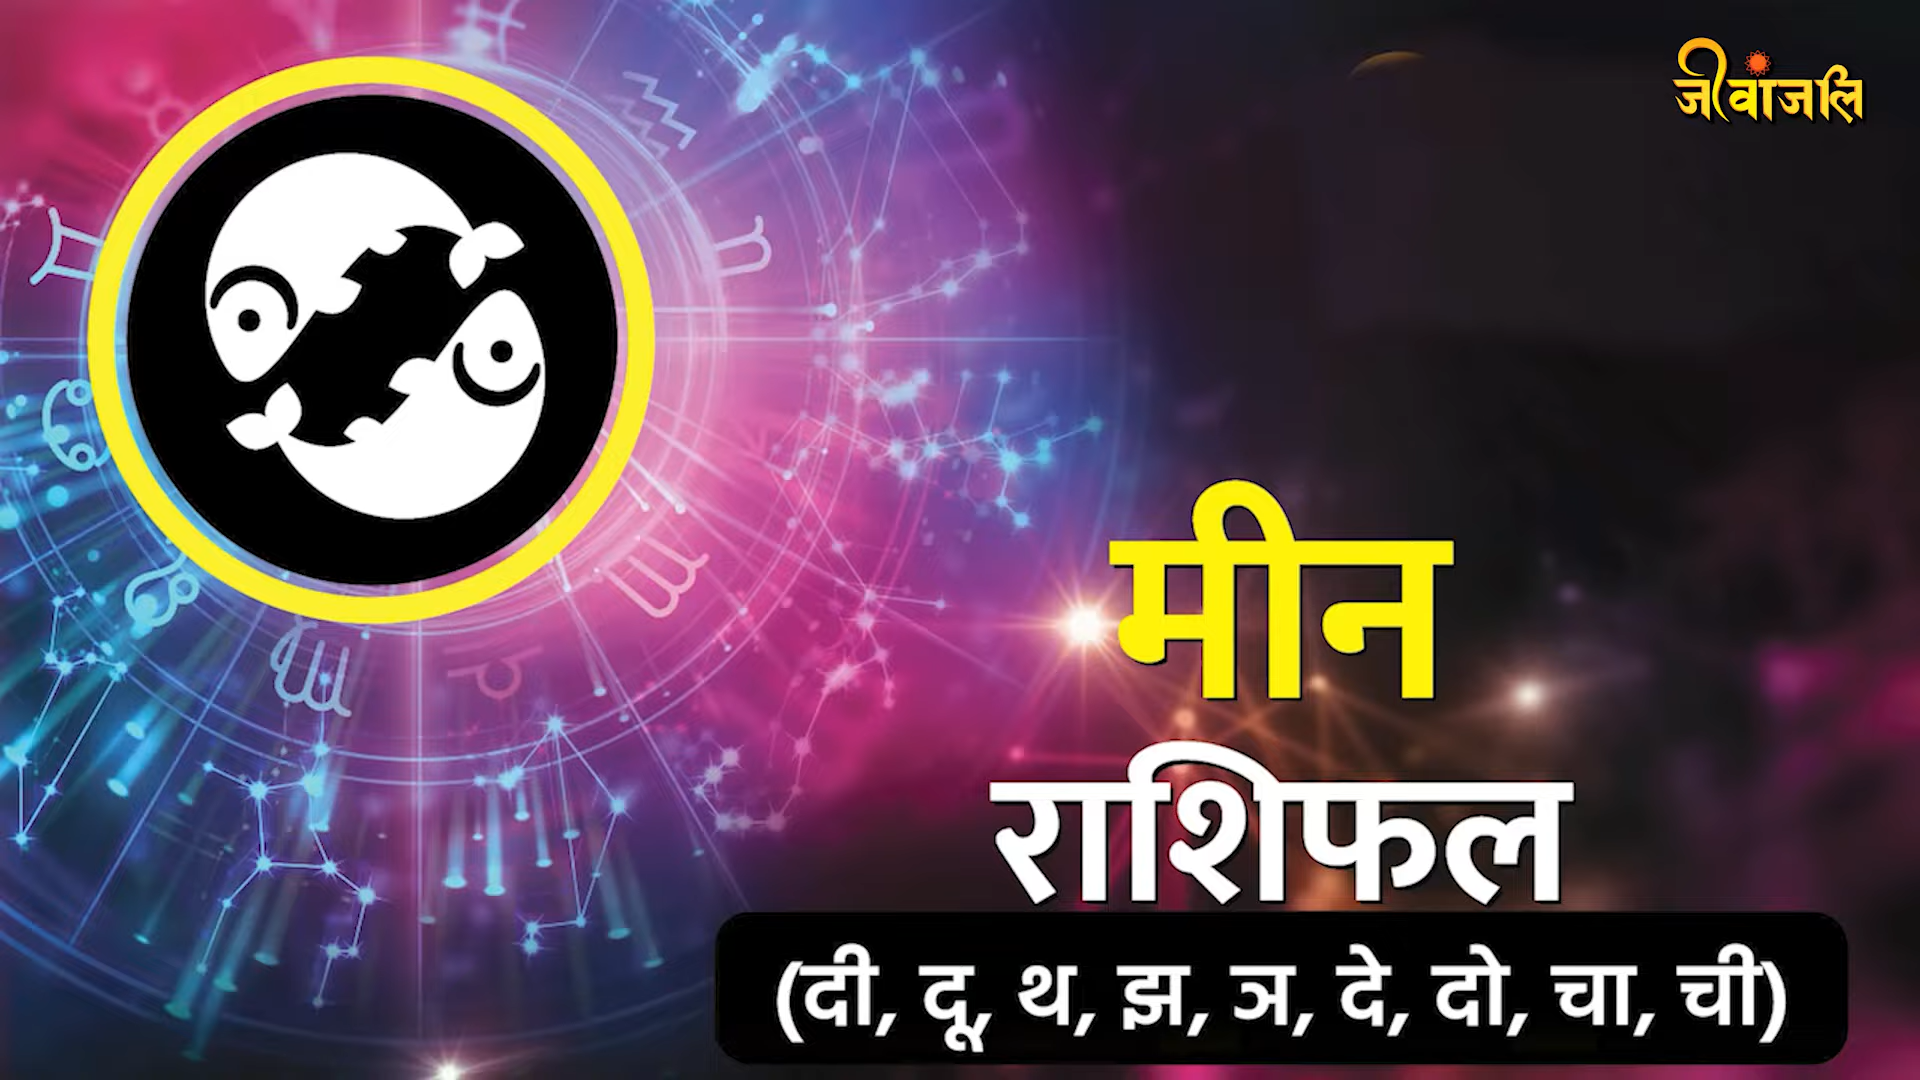 जीवांजलि
मीन
राशिफल
(दी, दू, थ, झ, ञ, दे, दो, चा, ची)